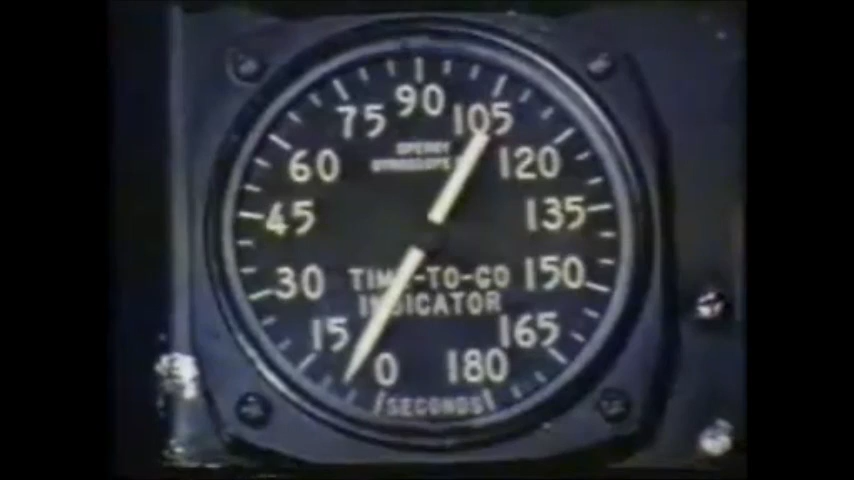 90
75 105
SPERRY
GYROSCOPE
60 120
45 135
30 TIME-TO-GO 150
INDICATOR
15 165
0 180
SECONDS